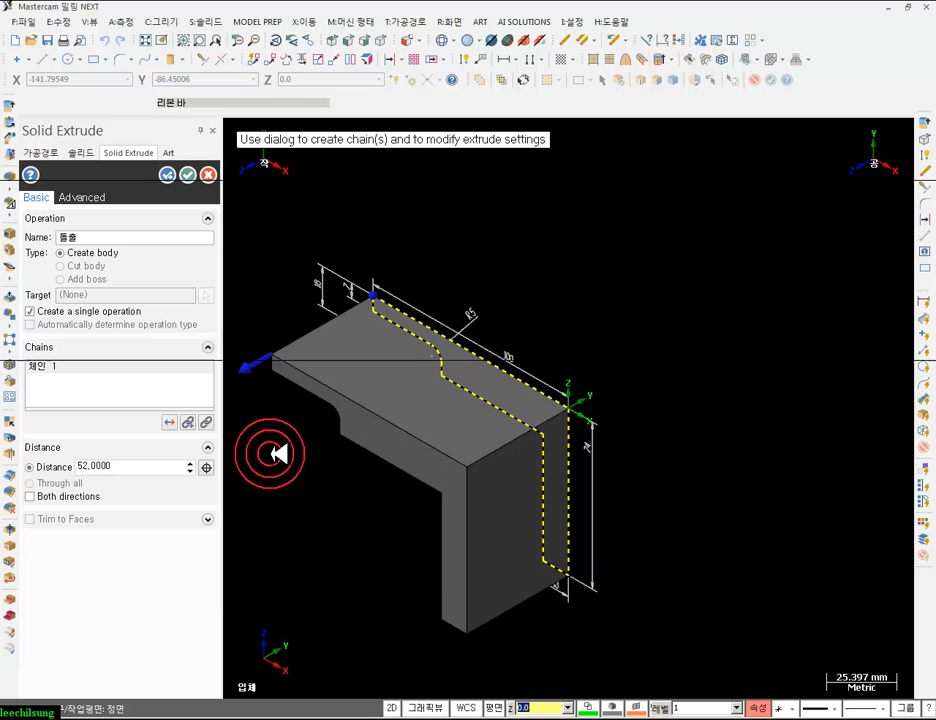 Mastercam 밀링 NEXT
F:파일 E:수정 V:뷰 A:측정 C:그리기 S:솔리드 MODEL PREP X:이동 M:머신 형태 T:가공경로 R:화면 ART AI SOLUTIONS I:설정 H:도움말
X -141.79549 Y -86.45006 Z 0.0
리본 바
Solid Extrude
Use dialog to create chain(s) and to modify extrude settings
가공경로 솔리드 Solid Extrude Art
Basic Advanced
Operation
Name: 돌출
Type: Create body
Cut body
Add boss
Target (None)
Create a single operation
Automatically determine operation type
Chains
체인 1
Distance
Distance 52,0000
Through all
Both directions
Trim to Faces
Z X
Y X
18
R5
100
Z Y X
74
Z Y X
입체
25.397 mm
Metric
leechilsung
/작업평면: 정면
2D 그래픽뷰 WCS 평면 Z 0.0 레벨 1 속성 그룹 ?